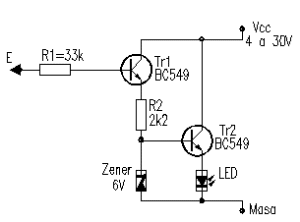 Vcc
4 a 30V
E
R1=33k
Tr1
BC549
R2
2k2
Tr2
BC549
Zener
6V
LED
Masa